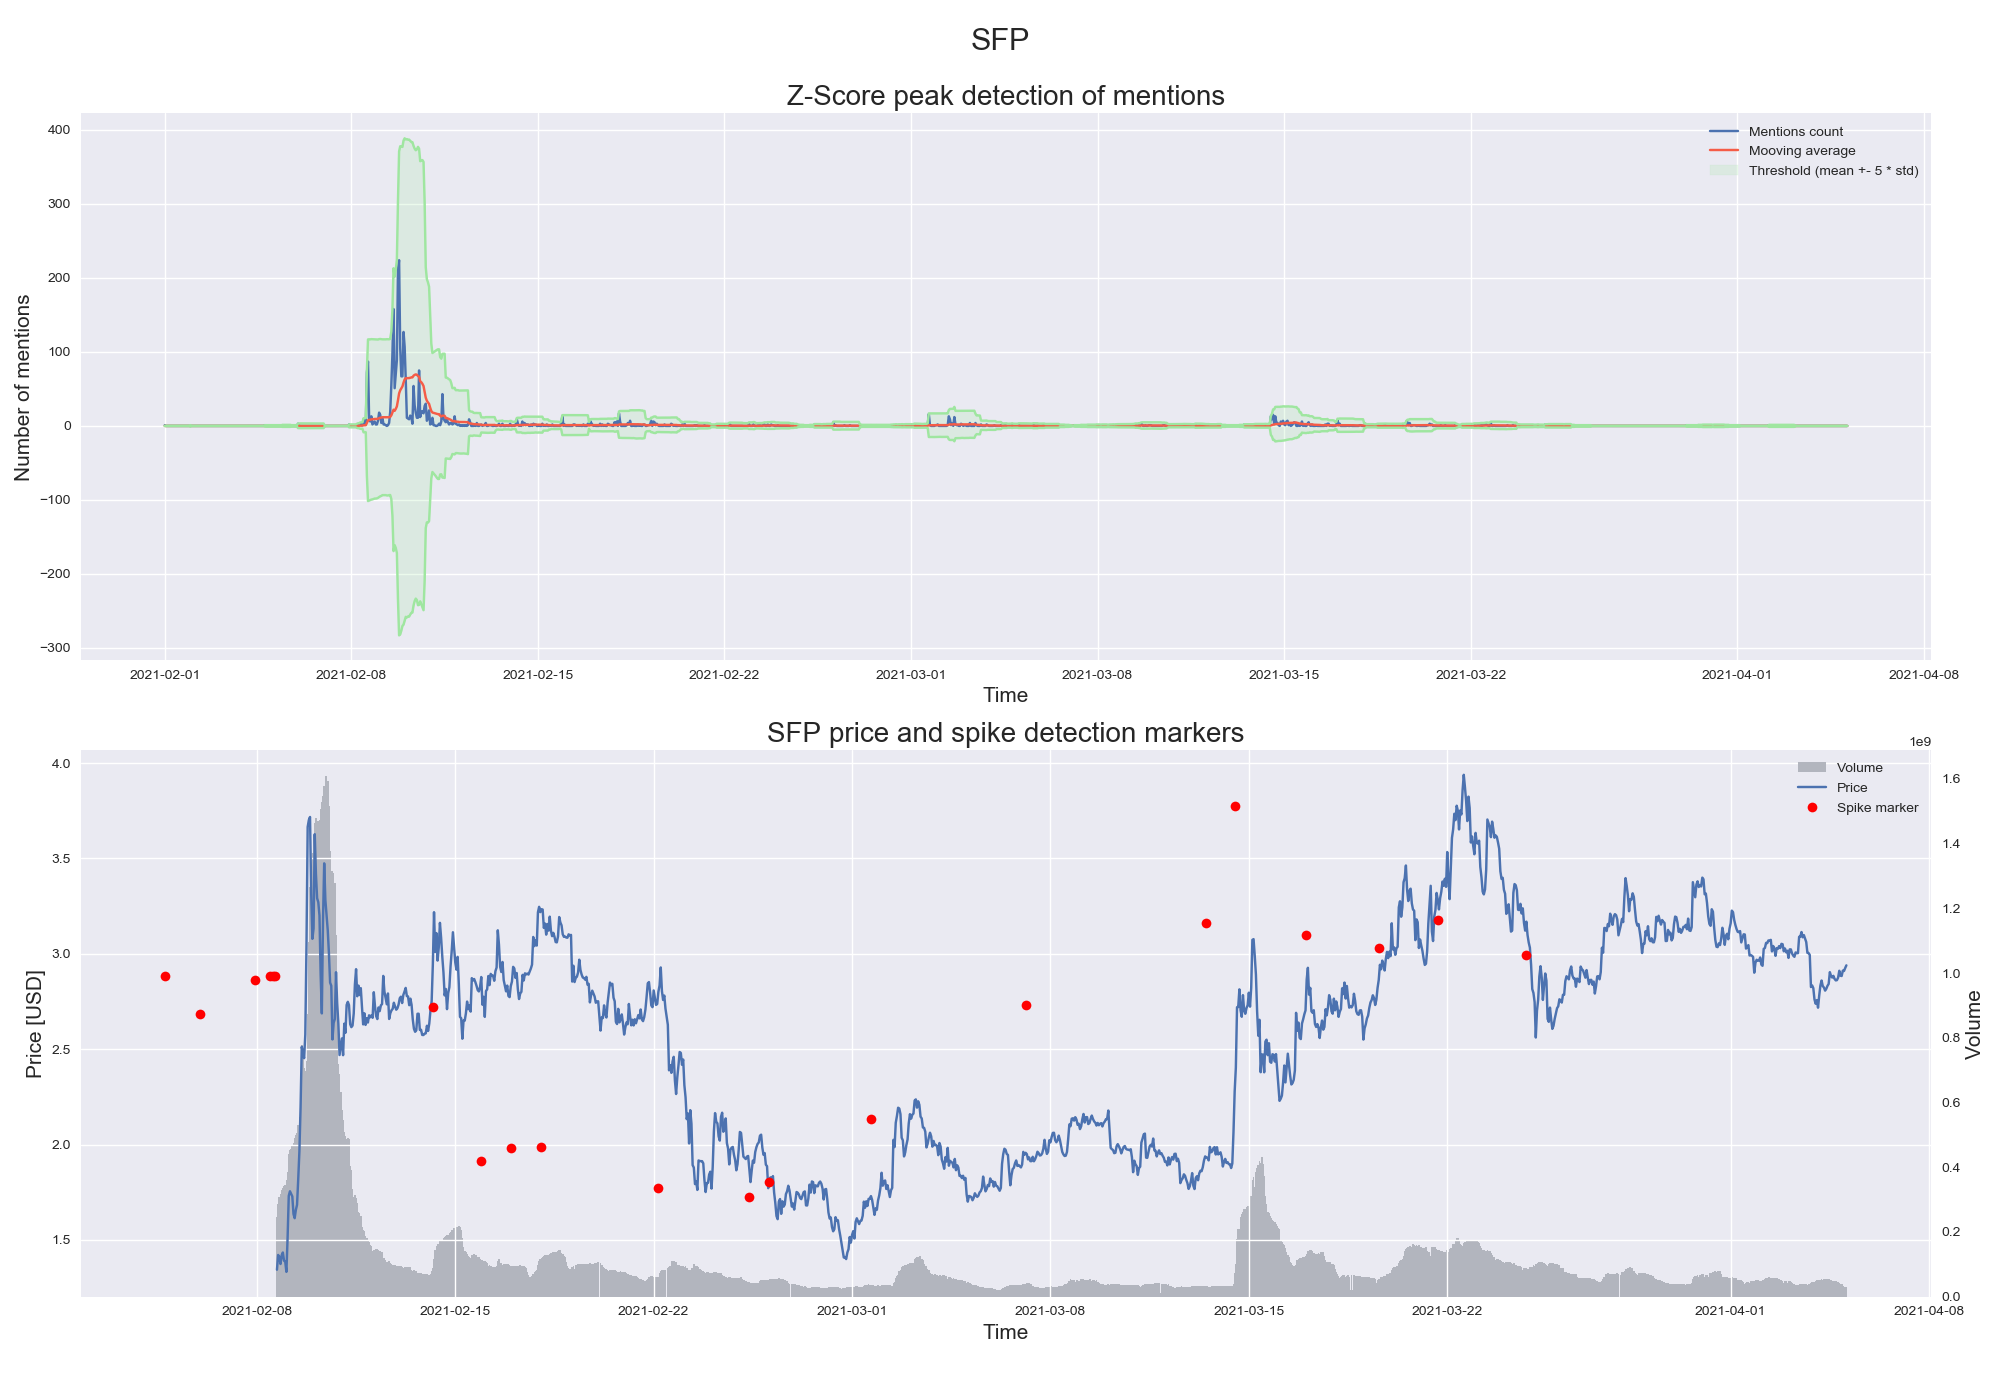 SFP
Z-Score peak detection of mentions
Mentions count
Mooving average
Threshold (mean +- 5 * std)
Number of mentions
400
300
200
100
0
−100
−200
−300
2021-02-01 2021-02-08 2021-02-15 2021-02-22 2021-03-01 2021-03-08 2021-03-15 2021-03-22 2021-04-01 2021-04-08
Time
SFP price and spike detection markers
1e9
Volume
Price
Spike marker
Price [USD]
4.0
3.5
3.0
2.5
2.0
1.5
1.6
1.4
1.2
1.0
0.8
0.6
0.4
0.2
0.0
Volume
2021-02-08 2021-02-15 2021-02-22 2021-03-01 2021-03-08 2021-03-15 2021-03-22 2021-04-01 2021-04-08
Time